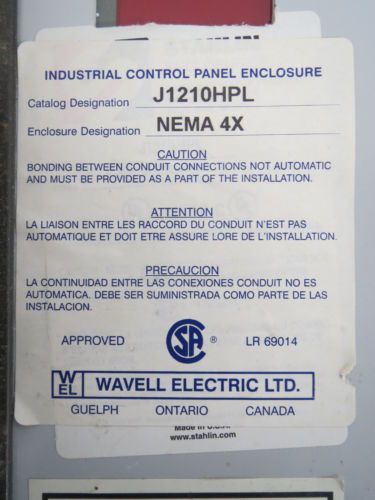 INDUSTRIAL CONTROL PANEL ENCLOSURE
Catalog Designation J1210HPL
Enclosure Designation NEMA 4X
CAUTION
BONDING BETWEEN CONDUIT CONNECTIONS NOT AUTOMATIC
AND MUST BE PROVIDED AS A PART OF THE INSTALLATION.
ATTENTION
LA LIAISON ENTRE LES RACCORD DU CONDUIT N'EST PAS
AUTOMATIQUE ET DOIT ETRE ASSURE LORE DE L'INSTALLATION.
PRECAUCION
LA CONTINUIDAD ENTRE LAS CONEXIONES CONDUIT NO ES
AUTOMATICA. DEBE SER SUMINISTRADA COMO PARTE DE LAS
INSTALACION.
APPROVED SA ® LR 69014
WEL WAVELL ELECTRIC LTD.
GUELPH ONTARIO CANADA
Made in U.S.A.
www.stahlin.com